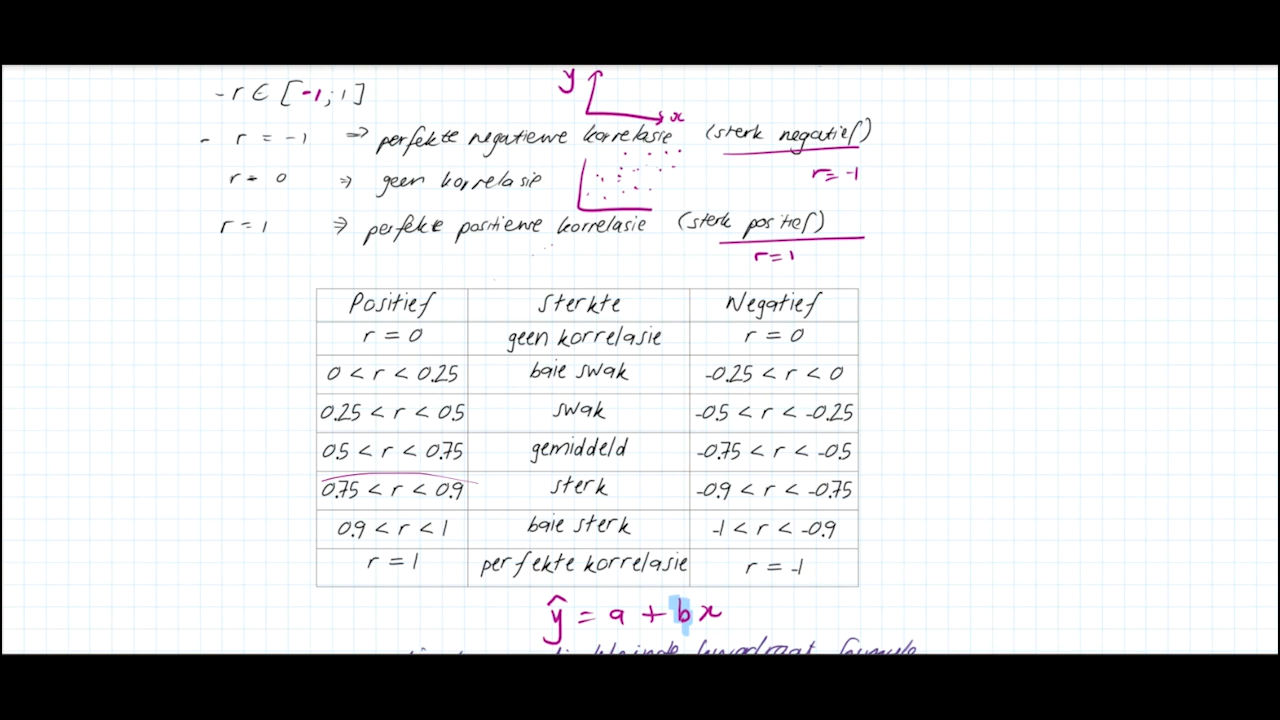 y
- r ∈ [-1; 1]
x
- r = -1 ⇒ perfekte negatiewe korrelasie (sterk negatief)
r = -1
r = 0 ⇒ geen korrelasie
r = 1 ⇒ perfekte positiewe korrelasie (sterk positief)
r = 1
Positief Sterkte Negatief
r = 0 geen korrelasie r = 0
0 < r < 0.25 baie swak -0.25 < r < 0
0.25 < r < 0.5 swak -0.5 < r < -0.25
0.5 < r < 0.75 gemiddeld -0.75 < r < -0.5
0.75 < r < 0.9 sterk -0.9 < r < -0.75
0.9 < r < 1 baie sterk -1 < r < -0.9
r = 1 perfekte korrelasie r = -1
ŷ = a + bx